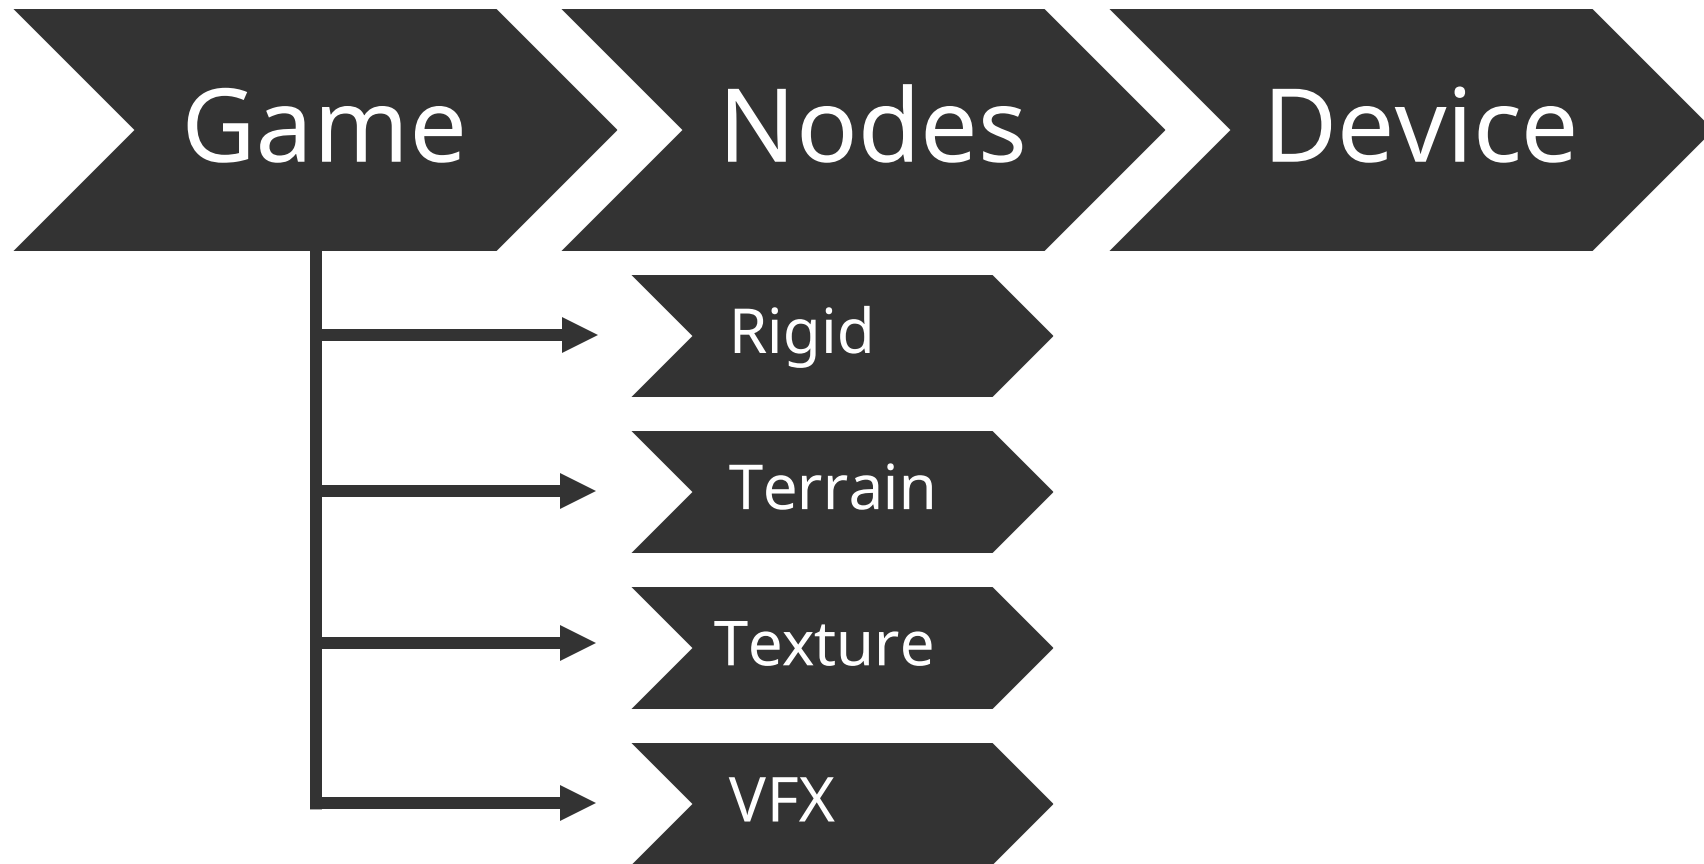 Game
Nodes
Device
Rigid
Terrain
Texture
VFX